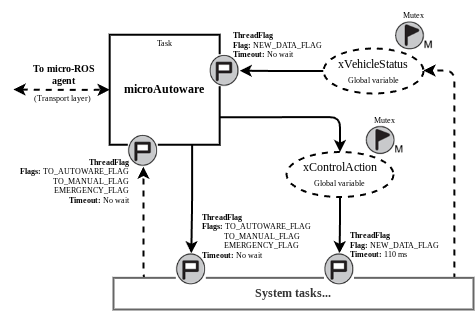 Mutex
ThreadFlag
Flag: NEW_DATA_FLAG
Timeout: No wait
Task
xVehicleStatus
M
Global variable
To micro-ROS
agent
(Transport layer)
microAutoware
Mutex
M
xControlAction
Global variable
ThreadFlag
Flags: TO_AUTOWARE_FLAG
TO_MANUAL_FLAG
EMERGENCY_FLAG
Timeout: No wait
ThreadFlag
Flags: TO_AUTOWARE_FLAG
TO_MANUAL_FLAG
EMERGENCY_FLAG
Timeout: No wait
ThreadFlag
Flag: NEW_DATA_FLAG
Timeout: 110 ms
System tasks...